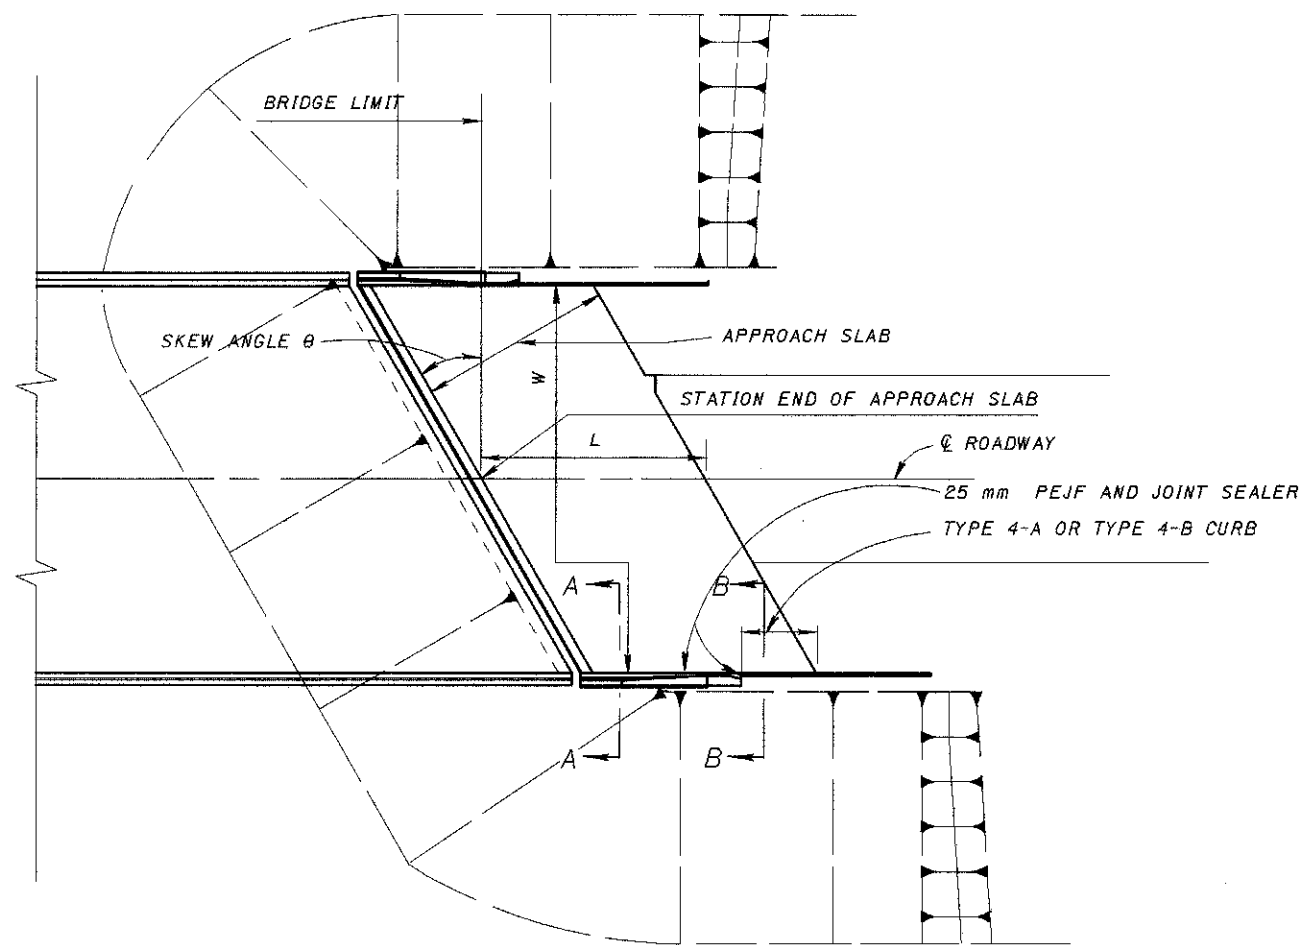 BRIDGE LIMIT
SKEW ANGLE θ
APPROACH SLAB
W
STATION END OF APPROACH SLAB
L
℄ ROADWAY
25 mm PEJF AND JOINT SEALER
TYPE 4-A OR TYPE 4-B CURB
A
B
A
B